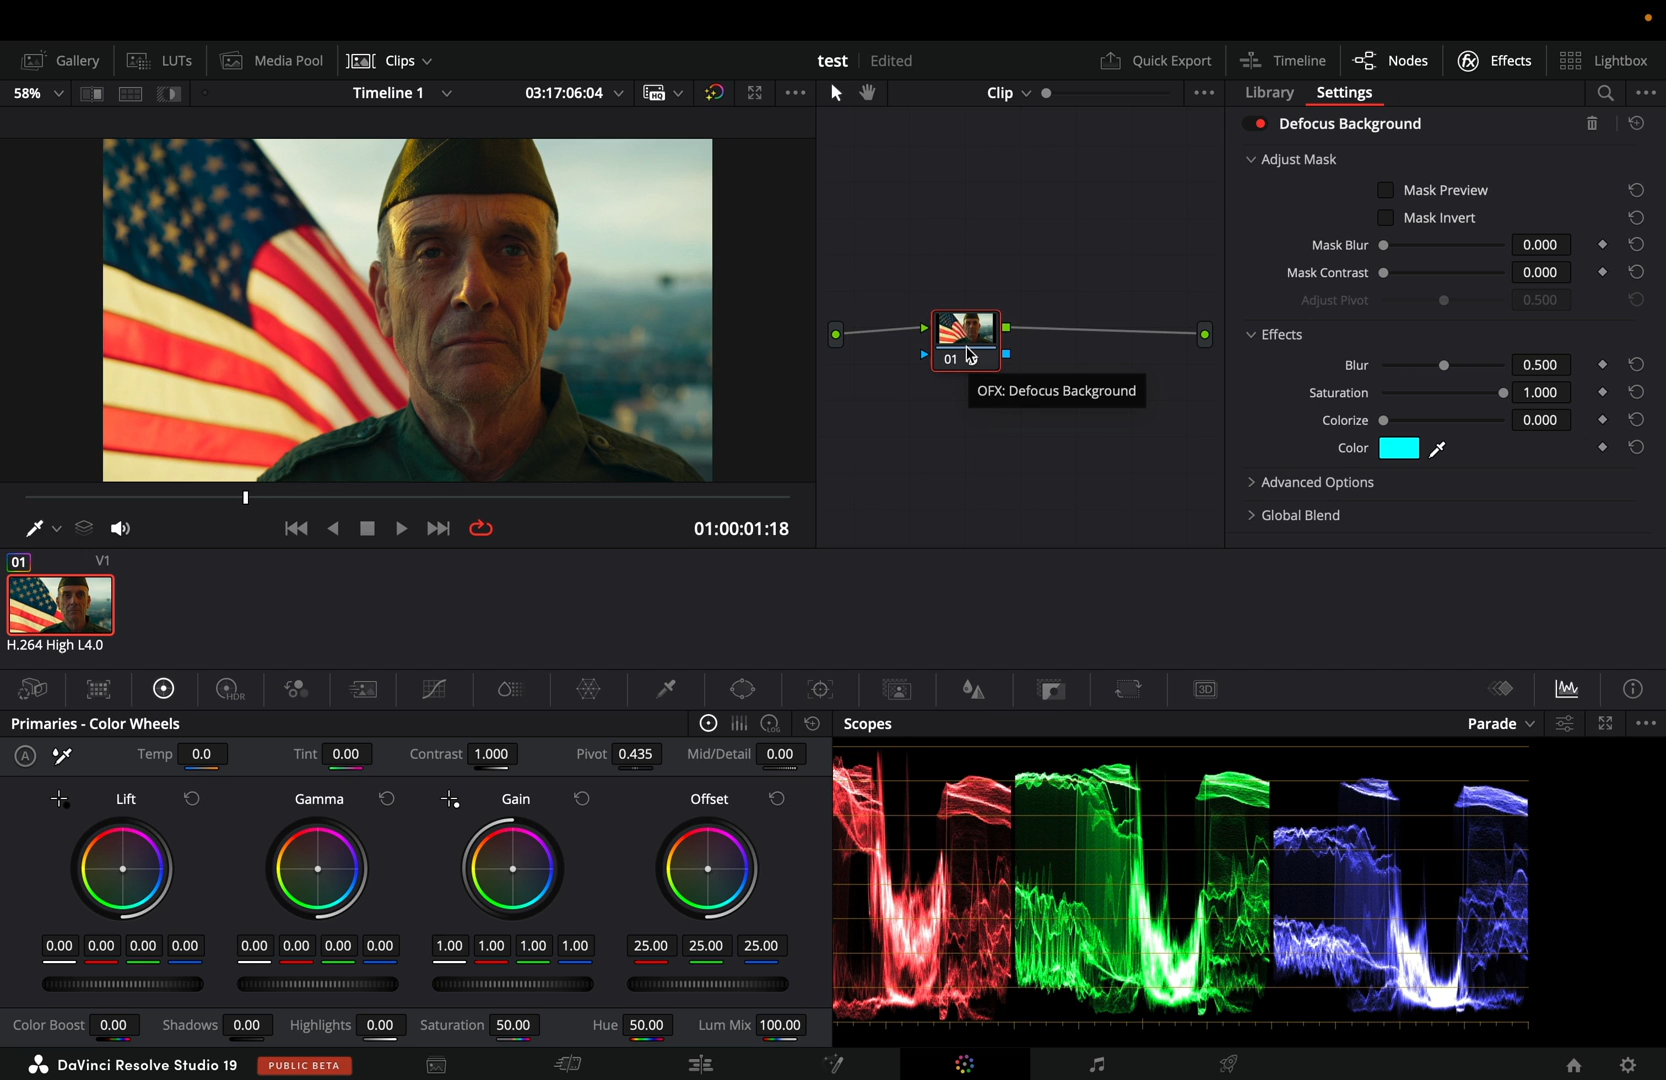 Gallery LUTs Media Pool Clips test Edited Quick Export Timeline Nodes Effects Lightbox
58% Timeline 1 03:17:06:04 HQ Clip Library Settings
Defocus Background
Adjust Mask
Mask Preview
Mask Invert
Mask Blur 0.000
Mask Contrast 0.000
Adjust Pivot 0.500
Effects
Blur 0.500
Saturation 1.000
Colorize 0.000
Color
Advanced Options
Global Blend
01
OFX: Defocus Background
01:00:01:18
01 V1
H.264 High L4.0
HDR 3D
Primaries - Color Wheels LOG Scopes Parade
A Temp 0.0 Tint 0.00 Contrast 1.000 Pivot 0.435 Mid/Detail 0.00
Lift Gamma Gain Offset
0.00 0.00 0.00 0.00 0.00 0.00 0.00 0.00 1.00 1.00 1.00 1.00 25.00 25.00 25.00
Color Boost 0.00 Shadows 0.00 Highlights 0.00 Saturation 50.00 Hue 50.00 Lum Mix 100.00
DaVinci Resolve Studio 19 PUBLIC BETA